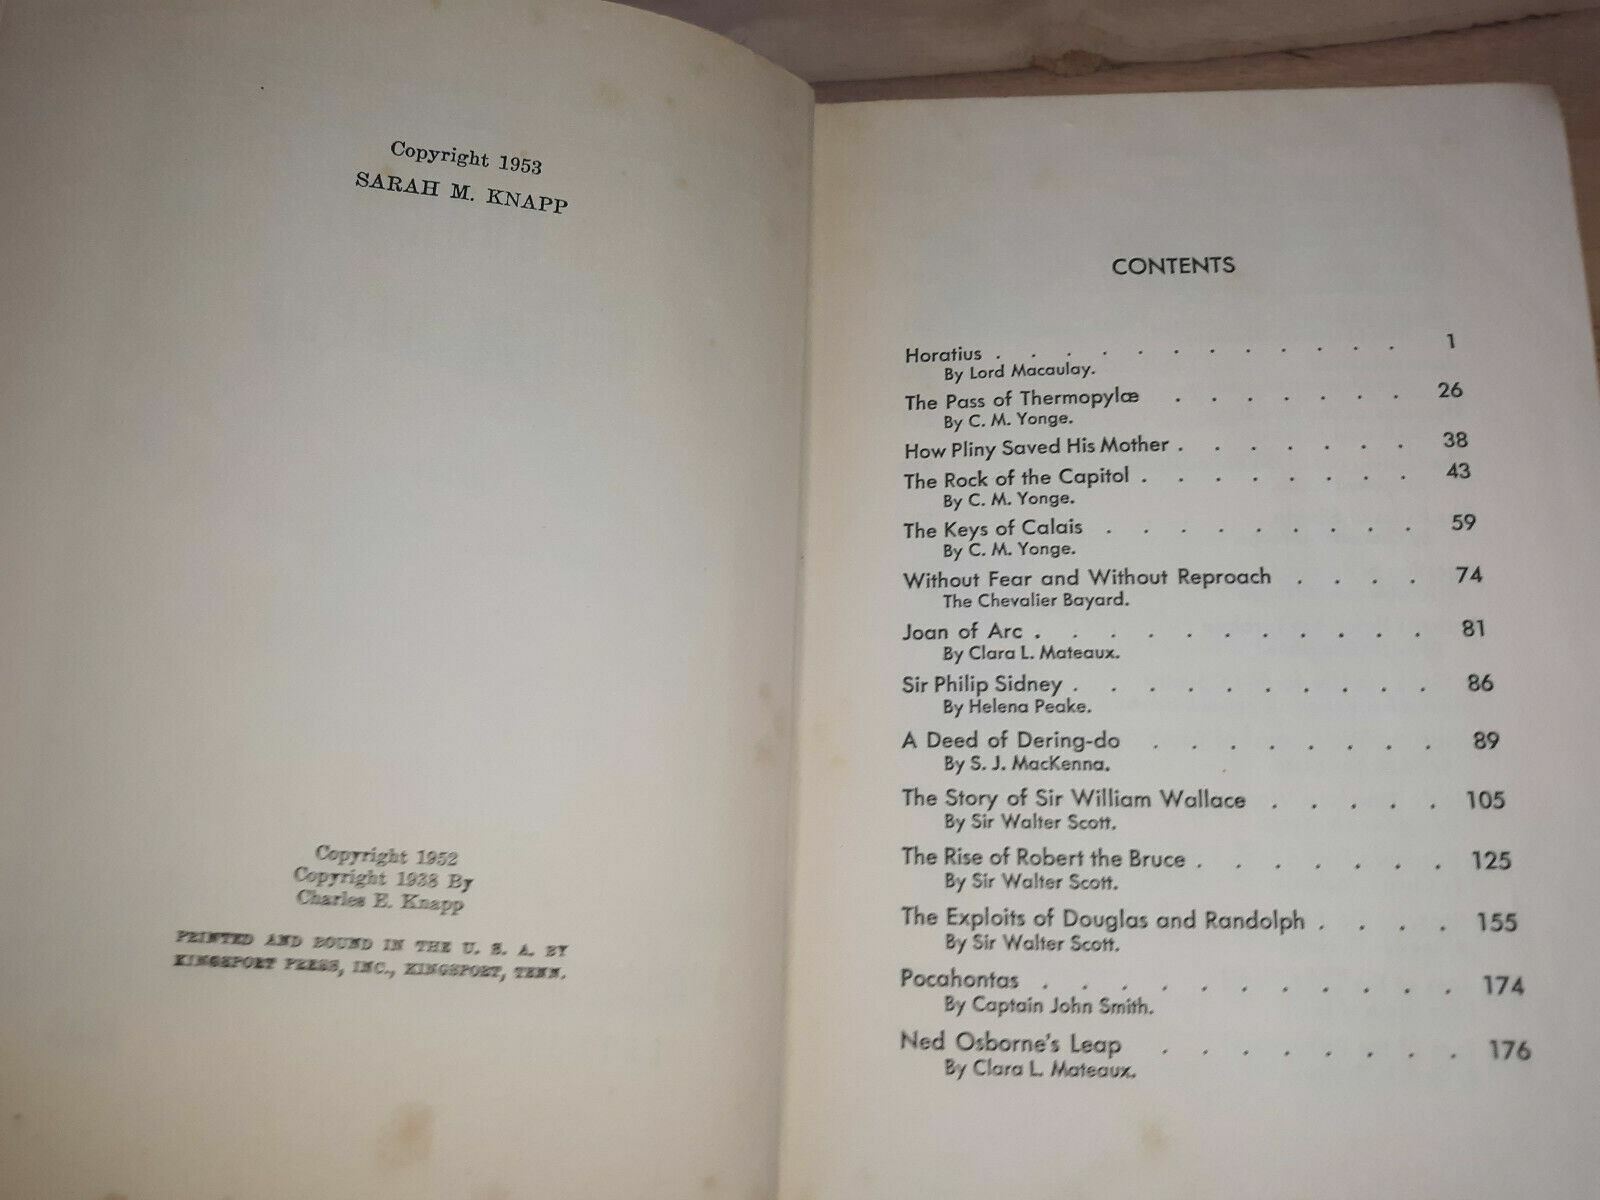 Copyright 1953
SARAH M. KNAPP
Copyright 1952
Copyright 1938 By
Charles E. Knapp
PRINTED AND BOUND IN THE U. S. A. BY
KINGSPORT PRESS, INC., KINGSPORT, TENN.
CONTENTS
Horatius . . . . . . . . . . . . 1
By Lord Macaulay.
The Pass of Thermopylæ . . . . . . . 26
By C. M. Yonge.
How Pliny Saved His Mother . . . . . . . 38
The Rock of the Capitol . . . . . . . . 43
By C. M. Yonge.
The Keys of Calais . . . . . . . . . 59
By C. M. Yonge.
Without Fear and Without Reproach . . . . 74
The Chevalier Bayard.
Joan of Arc . . . . . . . . . . . 81
By Clara L. Mateaux.
Sir Philip Sidney . . . . . . . . . . 86
By Helena Peake.
A Deed of Dering-do . . . . . . . . 89
By S. J. MacKenna.
The Story of Sir William Wallace . . . . . 105
By Sir Walter Scott.
The Rise of Robert the Bruce . . . . . . . 125
By Sir Walter Scott.
The Exploits of Douglas and Randolph . . . . 155
By Sir Walter Scott.
Pocahontas . . . . . . . . . . . 174
By Captain John Smith.
Ned Osborne's Leap . . . . . . . . 176
By Clara L. Mateaux.